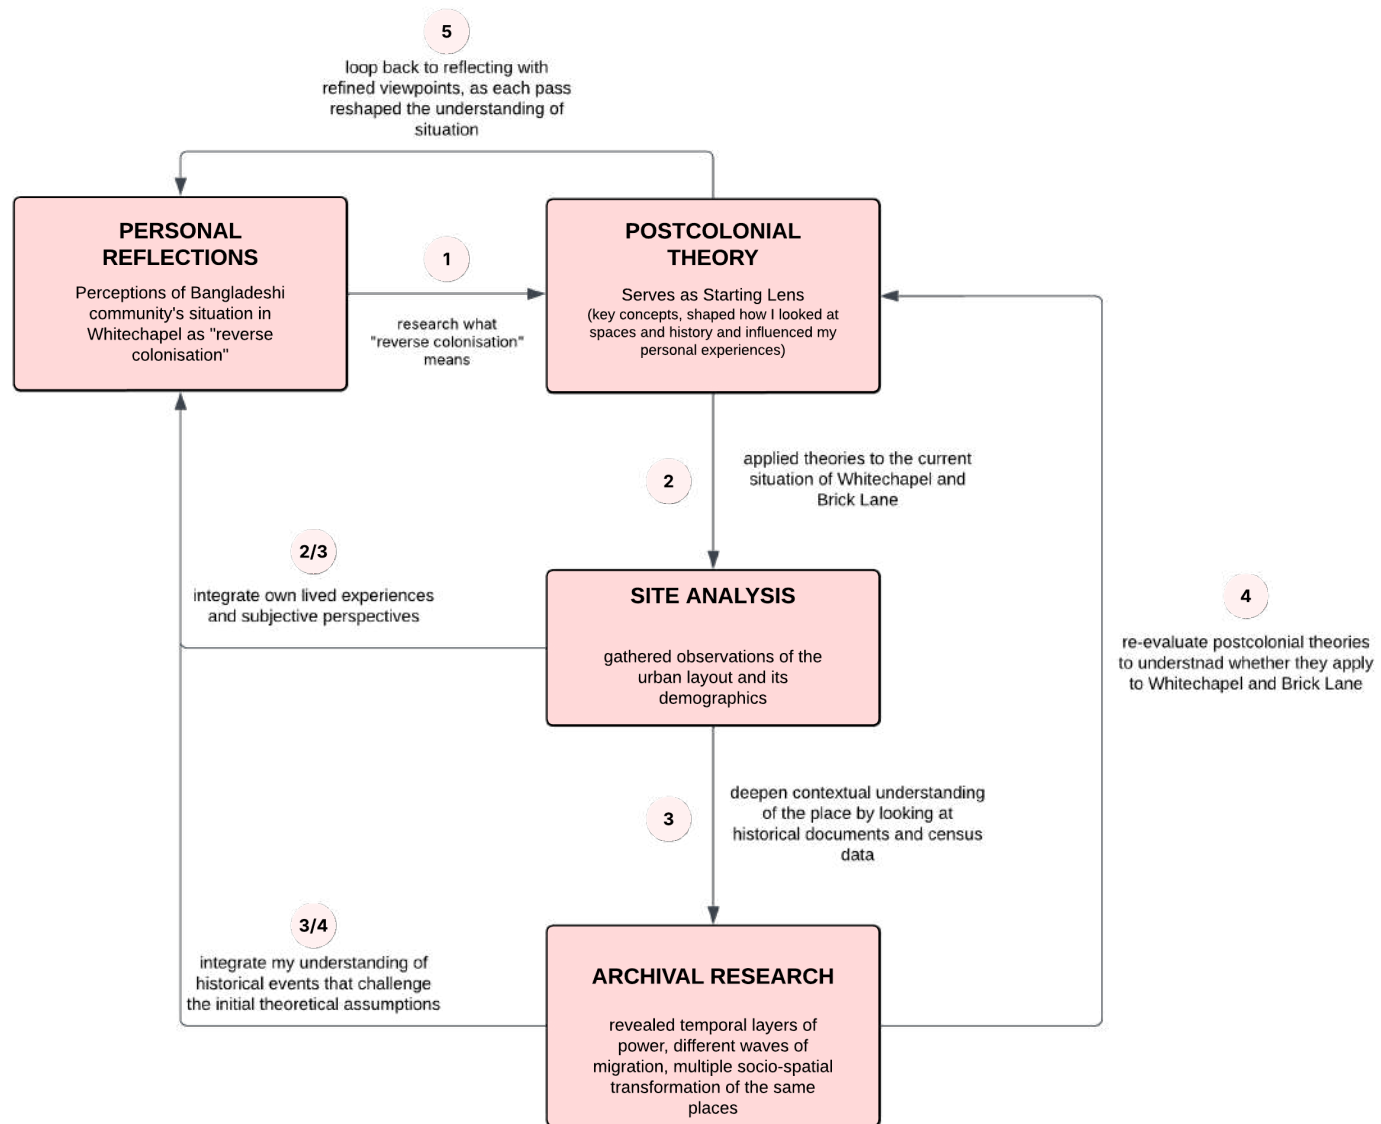 5
loop back to reflecting with
refined viewpoints, as each pass
reshaped the understanding of
situation
PERSONAL
REFLECTIONS
Perceptions of Bangladeshi
community's situation in
Whitechapel as "reverse
colonisation"
1
research what
"reverse colonisation"
means
POSTCOLONIAL
THEORY
Serves as Starting Lens
(key concepts, shaped how I looked at
spaces and history and influenced my
personal experiences)
2
applied theories to the current
situation of Whitechapel and
Brick Lane
2/3
integrate own lived experiences
and subjective perspectives
SITE ANALYSIS
gathered observations of the
urban layout and its
demographics
4
re-evaluate postcolonial theories
to understnad whether they apply
to Whitechapel and Brick Lane
3
deepen contextual understanding
of the place by looking at
historical documents and census
data
3/4
integrate my understanding of
historical events that challenge
the initial theoretical assumptions
ARCHIVAL RESEARCH
revealed temporal layers of
power, different waves of
migration, multiple socio-spatial
transformation of the same
places